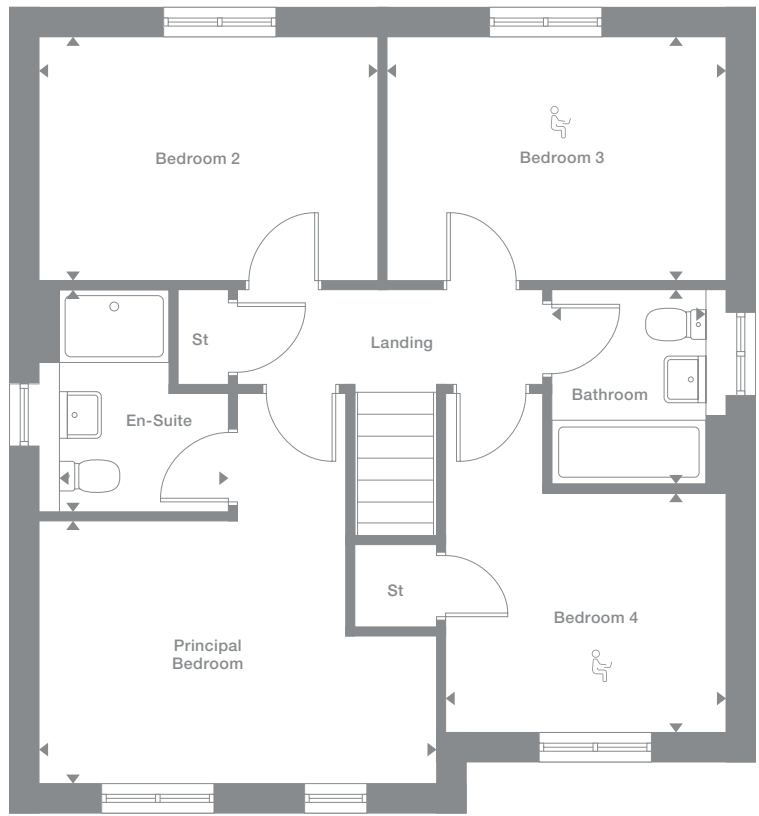 Bedroom 2
Bedroom 3
St
Landing
Bathroom
En-Suite
St
Bedroom 4
Principal
Bedroom